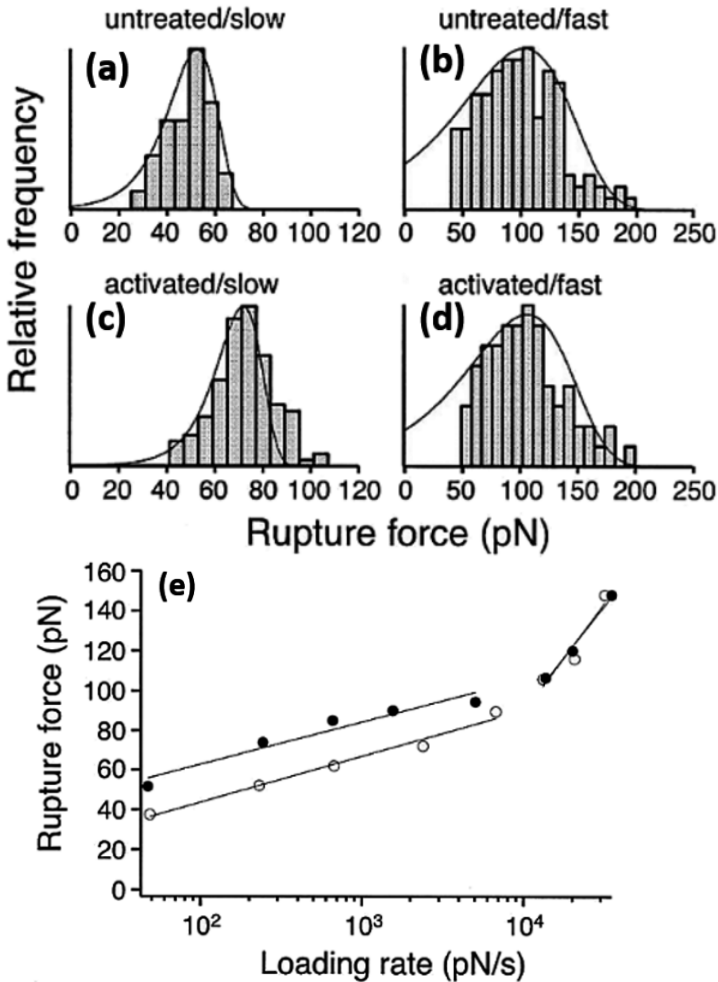 untreated/slow
untreated/fast
(a)
(b)
0 20 40 60 80 100 120
0 50 100 150 200 250
activated/slow
activated/fast
(c)
(d)
0 20 40 60 80 100 120
0 50 100 150 200 250
Relative frequency
Rupture force (pN)
(e)
160
140
120
100
80
60
40
20
0
Rupture force (pN)
10² 10³ 10⁴
Loading rate (pN/s)